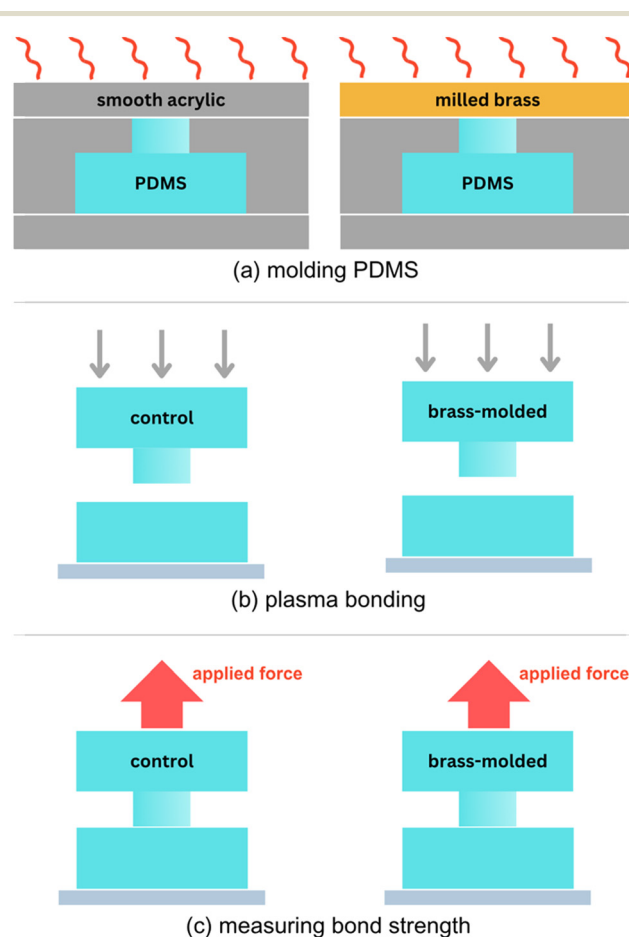 smooth acrylic
milled brass
PDMS
PDMS
(a) molding PDMS
control
brass-molded
(b) plasma bonding
applied force
applied force
control
brass-molded
(c) measuring bond strength